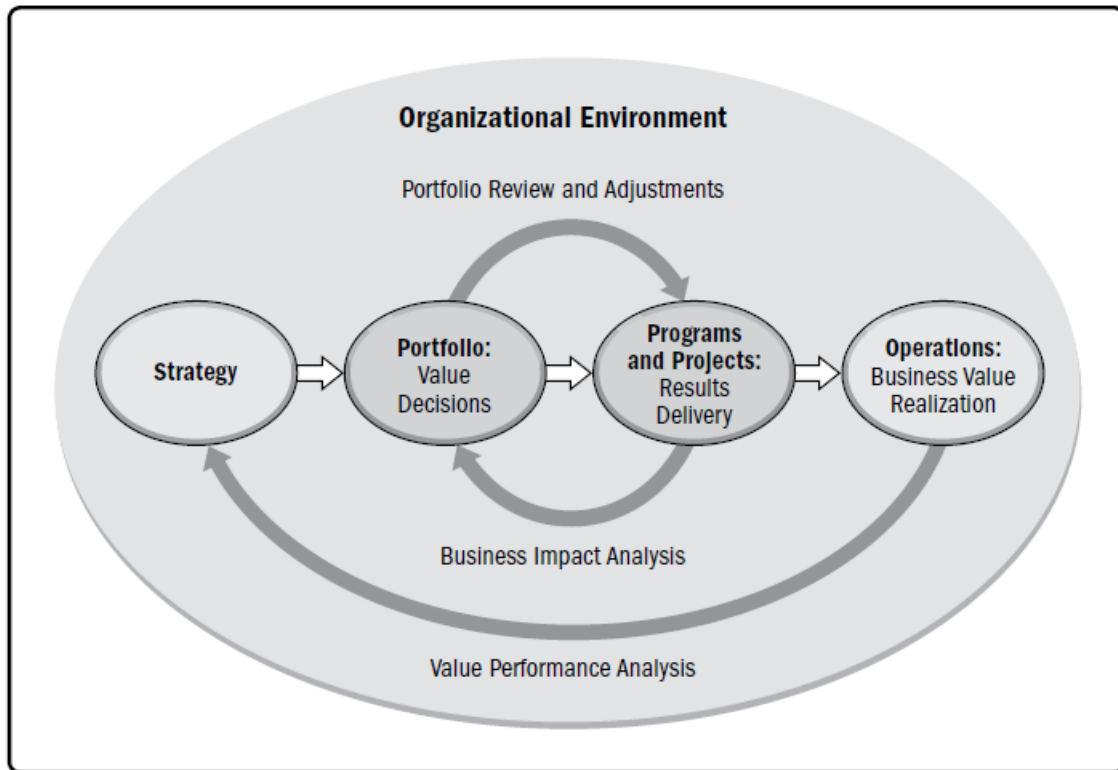 Organizational Environment
Portfolio Review and Adjustments
Strategy
Portfolio:
Value
Decisions
Programs
and Projects:
Results
Delivery
Operations:
Business Value
Realization
Business Impact Analysis
Value Performance Analysis